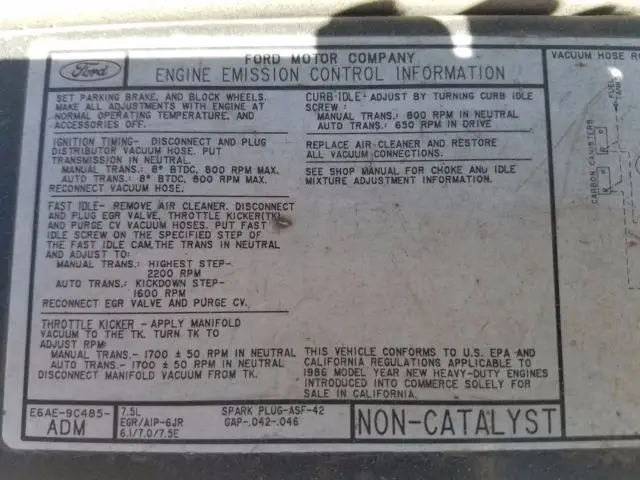 Ford
FORD MOTOR COMPANY
ENGINE EMISSION CONTROL INFORMATION
SET PARKING BRAKE, AND BLOCK WHEELS.
MAKE ALL ADJUSTMENTS WITH ENGINE AT
NORMAL OPERATING TEMPERATURE, AND
ACCESSORIES OFF.
IGNITION TIMING- DISCONNECT AND PLUG
DISTRIBUTOR VACUUM HOSE. PUT
TRANSMISSION IN NEUTRAL.
MANUAL TRANS.: 8° BTDC, 800 RPM MAX.
AUTO TRANS.: 8° BTDC, 800 RPM MAX.
RECONNECT VACUUM HOSE.
FAST IDLE- REMOVE AIR CLEANER, DISCONNECT
AND PLUG EGR VALVE, THROTTLE KICKER(TK)
AND PURGE CV VACUUM HOSES. PUT FAST
IDLE SCREW ON THE SPECIFIED STEP OF
THE FAST IDLE CAM, THE TRANS IN NEUTRAL
AND ADJUST TO:
MANUAL TRANS.: HIGHEST STEP-
2200 RPM
AUTO TRANS.: KICKDOWN STEP-
1600 RPM
RECONNECT EGR VALVE AND PURGE CV.
THROTTLE KICKER - APPLY MANIFOLD
VACUUM TO THE TK. TURN TK TO
ADJUST RPM:
MANUAL TRANS.- 1700 ± 50 RPM IN NEUTRAL
AUTO TRANS.- 1700 ± 50 RPM IN NEUTRAL
DISCONNECT MANIFOLD VACUUM FROM TK.
CURB IDLE- ADJUST BY TURNING CURB IDLE
SCREW:
MANUAL TRANS.: 800 RPM IN NEUTRAL
AUTO TRANS.: 650 RPM IN DRIVE
REPLACE AIR CLEANER AND RESTORE
ALL VACUUM CONNECTIONS.
SEE SHOP MANUAL FOR CHOKE AND IDLE
MIXTURE ADJUSTMENT INFORMATION.
THIS VEHICLE CONFORMS TO U.S. EPA AND
CALIFORNIA REGULATIONS APPLICABLE TO
1986 MODEL YEAR NEW HEAVY-DUTY ENGINES
INTRODUCED INTO COMMERCE SOLELY FOR
SALE IN CALIFORNIA.
E6AE-9C485-
ADM
7.5L
EGR/AIP-6JR
6.1/7.0/7.5E
SPARK PLUG-ASF-42
GAP-.042-.046
NON-CATALYST
VACUUM HOSE RO
FUEL
TANKS
CARBON CANISTERS
R
R